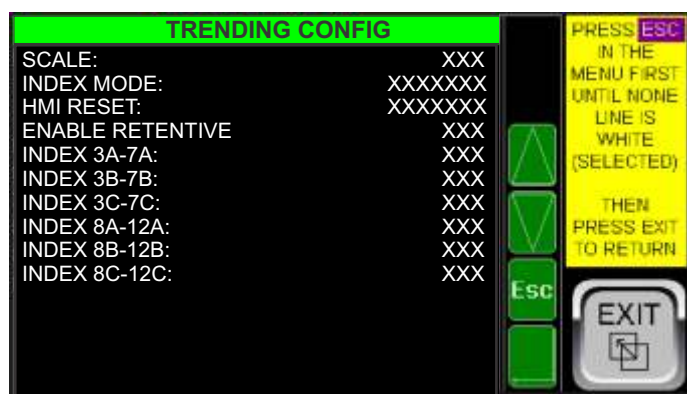 TRENDING CONFIG
SCALE: XXX
INDEX MODE: XXXXXXX
HMI RESET: XXXXXXX
ENABLE RETENTIVE XXX
INDEX 3A-7A: XXX
INDEX 3B-7B: XXX
INDEX 3C-7C: XXX
INDEX 8A-12A: XXX
INDEX 8B-12B: XXX
INDEX 8C-12C: XXX
Esc
PRESS ESC
IN THE
MENU FIRST
UNTIL NONE
LINE IS
WHITE
(SELECTED)
THEN
PRESS EXIT
TO RETURN
EXIT